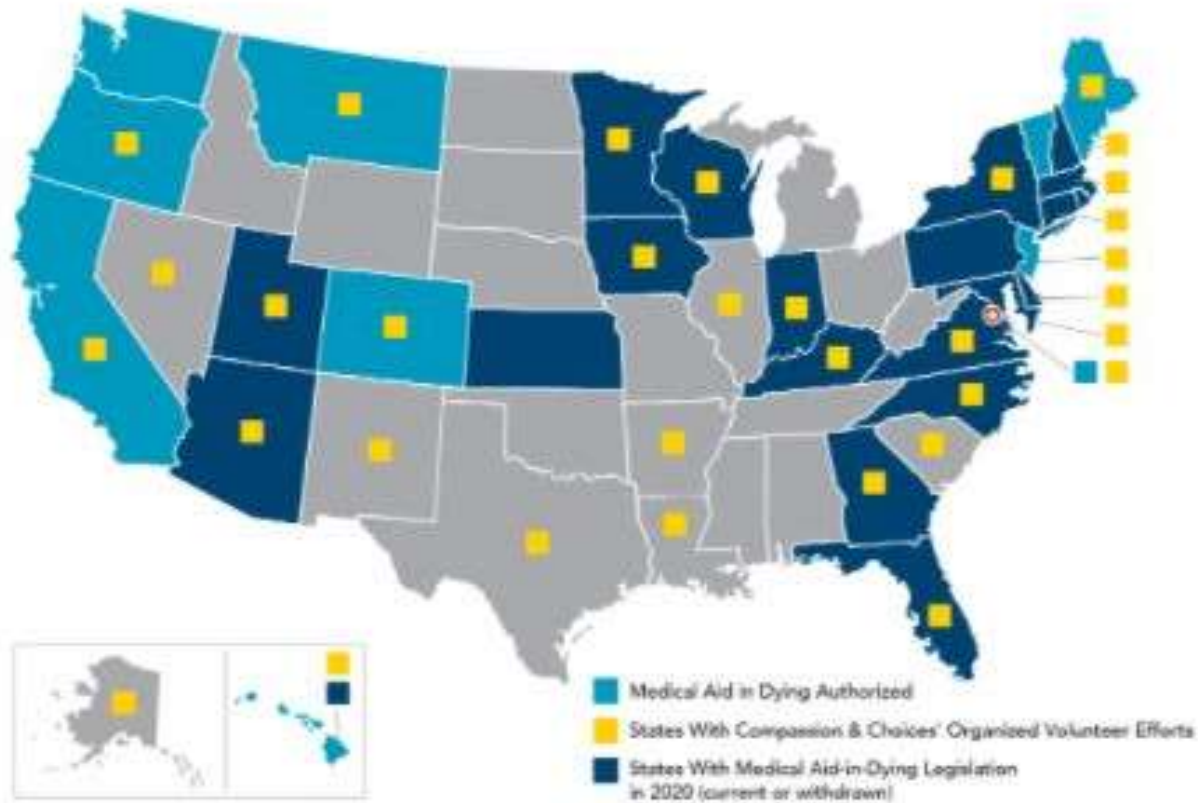 Medical Aid in Dying Authorized
States With Compassion & Choices' Organized Volunteer Efforts
States With Medical Aid-in-Dying Legislation
in 2020 (current or withdrawn)